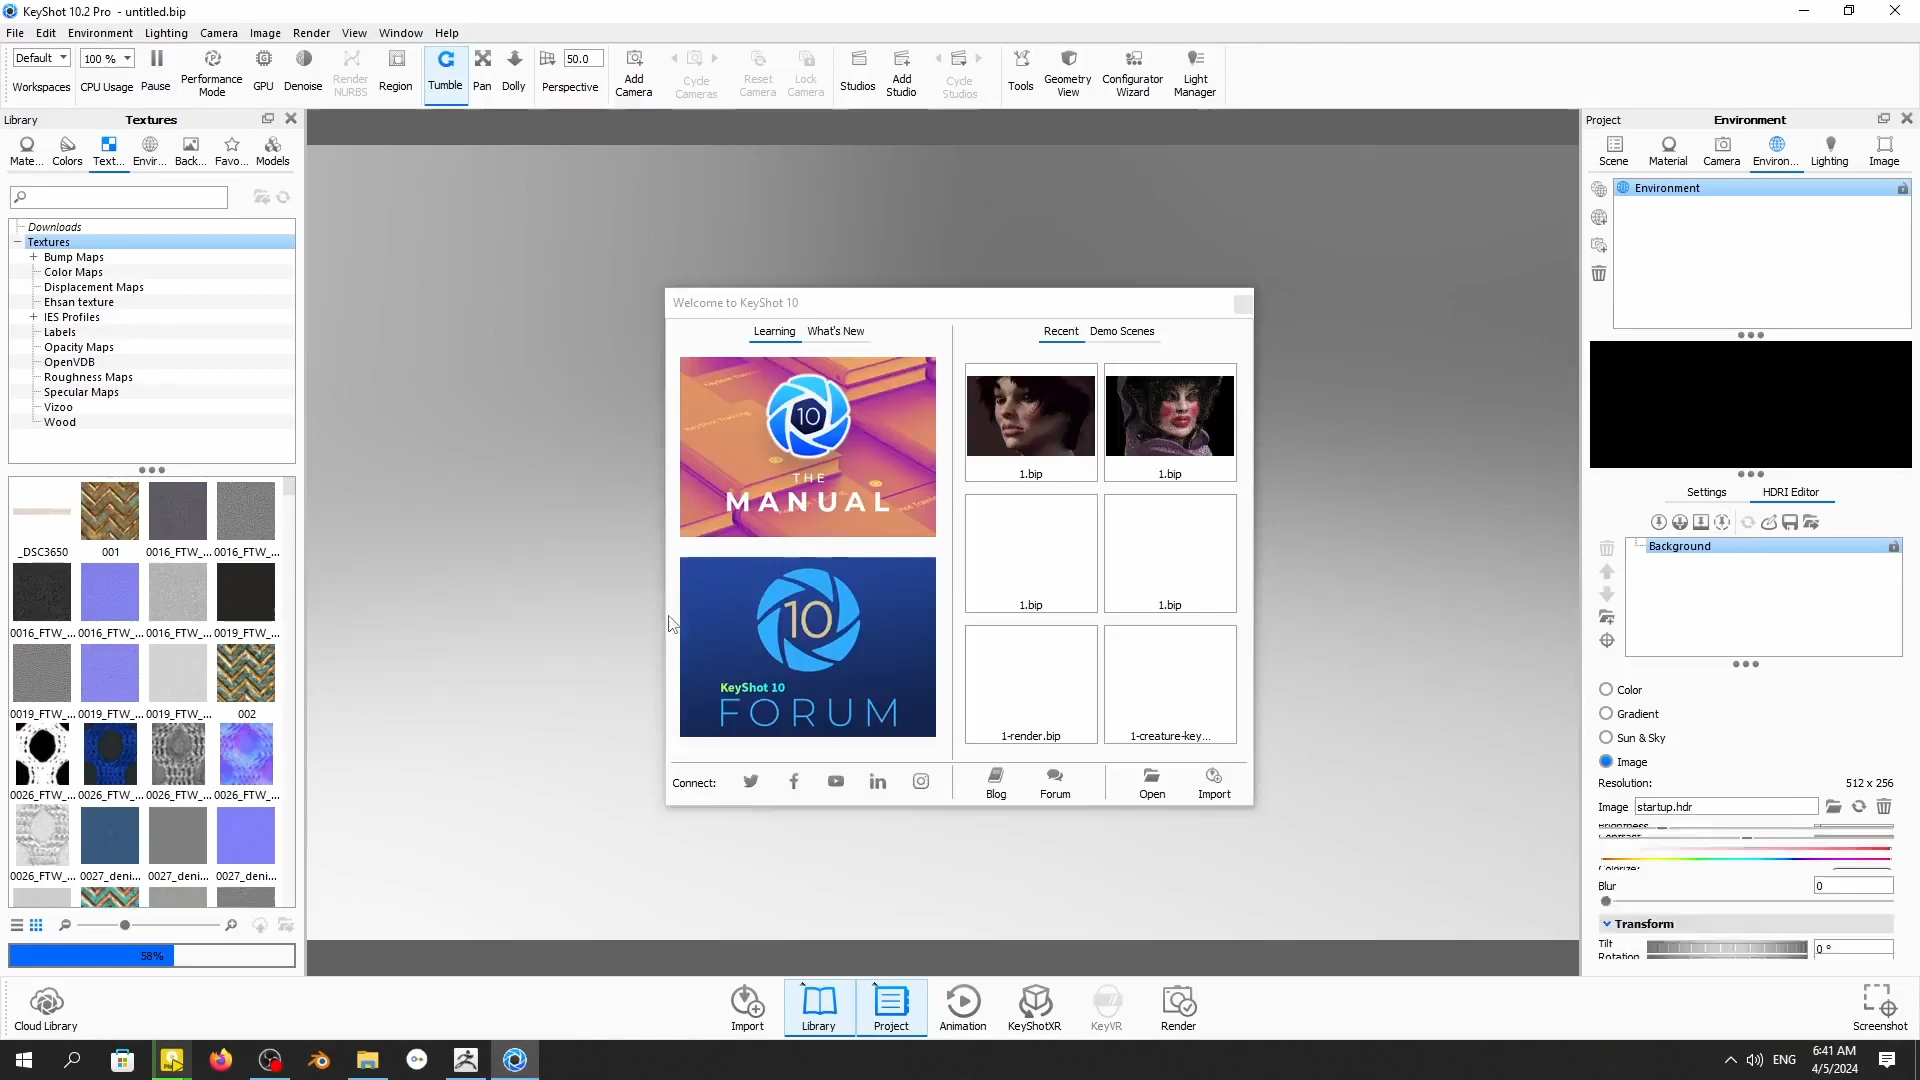 KeyShot 10.2 Pro - untitled.bip
File Edit Environment Lighting Camera Image Render View Window Help
Default 100 % 50.0
Workspaces CPU Usage Pause Performance Mode GPU Denoise Render NURBS Region Tumble Pan Dolly Perspective Add Camera Cycle Cameras Reset Camera Lock Camera Studios Add Studio Cycle Studios Tools Geometry View Configurator Wizard Light Manager
Library Textures
Mate... Colors Text... Envir... Back... Favo... Models
Downloads
Textures
Bump Maps
Color Maps
Displacement Maps
Ehsan texture
IES Profiles
Labels
Opacity Maps
OpenVDB
Roughness Maps
Specular Maps
Vizoo
Wood
_DSC3650 001 0016_FTW_... 0016_FTW_...
0016_FTW_... 0016_FTW_... 0016_FTW_... 0019_FTW_...
0019_FTW_... 0019_FTW_... 0019_FTW_... 002
0026_FTW_... 0026_FTW_... 0026_FTW_... 0026_FTW_...
0026_FTW_... 0027_deni... 0027_deni... 0027_deni...
58%
Welcome to KeyShot 10
Learning What's New
10
THE
MANUAL
10
KeyShot 10
FORUM
Recent Demo Scenes
1.bip 1.bip
1.bip 1.bip
1-render.bip 1-creature-key...
Connect: Blog Forum Open Import
Project Environment
Scene Material Camera Environ... Lighting Image
Environment
Settings HDRI Editor
Background
Color
Gradient
Sun & Sky
Image
Resolution: 512 x 256
Image startup.hdr
Brightness
Contrast
Colorize:
Blur 0
Transform
Tilt 0 °
Rotation
Cloud Library Import Library Project Animation KeyShotXR KeyVR Render Screenshot
ENG 6:41 AM
4/5/2024